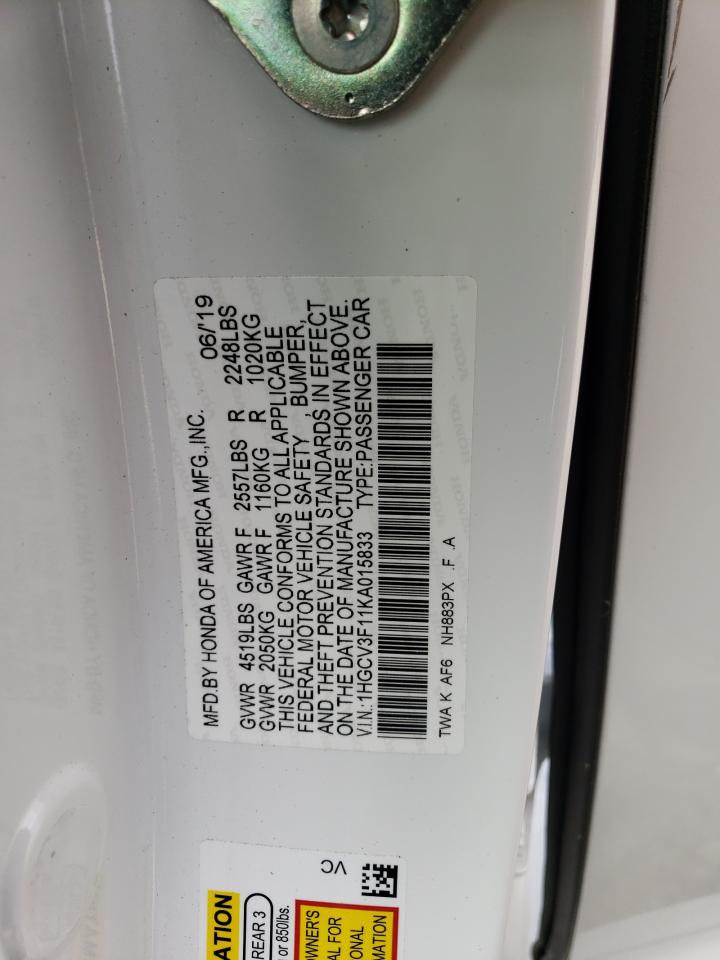 MFD.BY HONDA OF AMERICA MFG.,INC. 06/'19
GVWR 4519LBS GAWR F 2557LBS R 2248LBS
GVWR 2050KG GAWR F 1160KG R 1020KG
THIS VEHICLE CONFORMS TO ALL APPLICABLE
FEDERAL MOTOR VEHICLE SAFETY , BUMPER,
AND THEFT PREVENTION STANDARDS IN EFFECT
ON THE DATE OF MANUFACTURE SHOWN ABOVE.
V.I.N.:1HGCV3F11KA015833 TYPE:PASSENGER CAR
TWA K AF6 NH883PX .F .A
VC
ATION
REAR 3
or 850lbs.
OWNER'S
AL FOR
ONAL
MATION